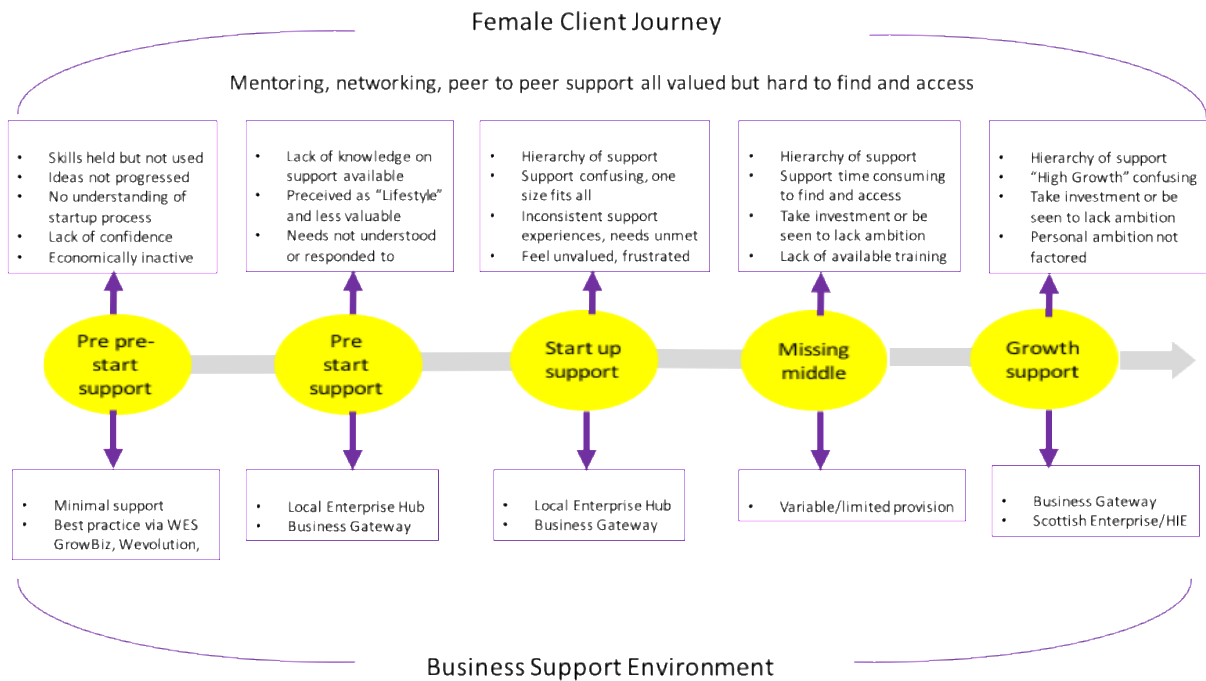 Female Client Journey
Mentoring, networking, peer to peer support all valued but hard to find and access
• Skills held but not used
• Ideas not progressed
• No understanding of
startup process
• Lack of confidence
• Economically inactive
• Lack of knowledge on
support available
• Preceived as “Lifestyle”
and less valuable
• Needs not understood
or responded to
• Hierarchy of support
• Support confusing, one
size fits all
• Inconsistent support
experiences, needs unmet
• Feel unvalued, frustrated
• Hierarchy of support
• Support time consuming
to find and access
• Take investment or be
seen to lack ambition
• Lack of available training
• Hierarchy of support
• “High Growth” confusing
• Take investment or be
seen to lack ambition
• Personal ambition not
factored
Pre pre-
start
support
Pre
start
support
Start up
support
Missing
middle
Growth
support
• Minimal support
• Best practice via WES
GrowBiz, Wevolution,
• Local Enterprise Hub
• Business Gateway
• Local Enterprise Hub
• Business Gateway
• Variable/limited provision
• Business Gateway
• Scottish Enterprise/HIE
Business Support Environment